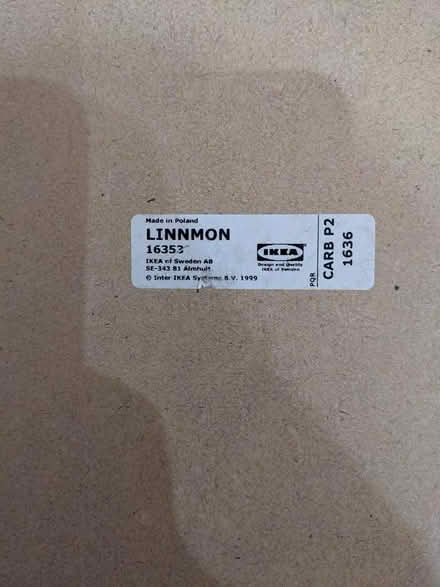 Made in Poland
LINNMON
16353
IKEA of Sweden AB
SE-343 81 Älmhult
© Inter IKEA Systems B.V. 1999
IKEA
Design and Quality
IKEA of Sweden
PQR
CARB P2
1636